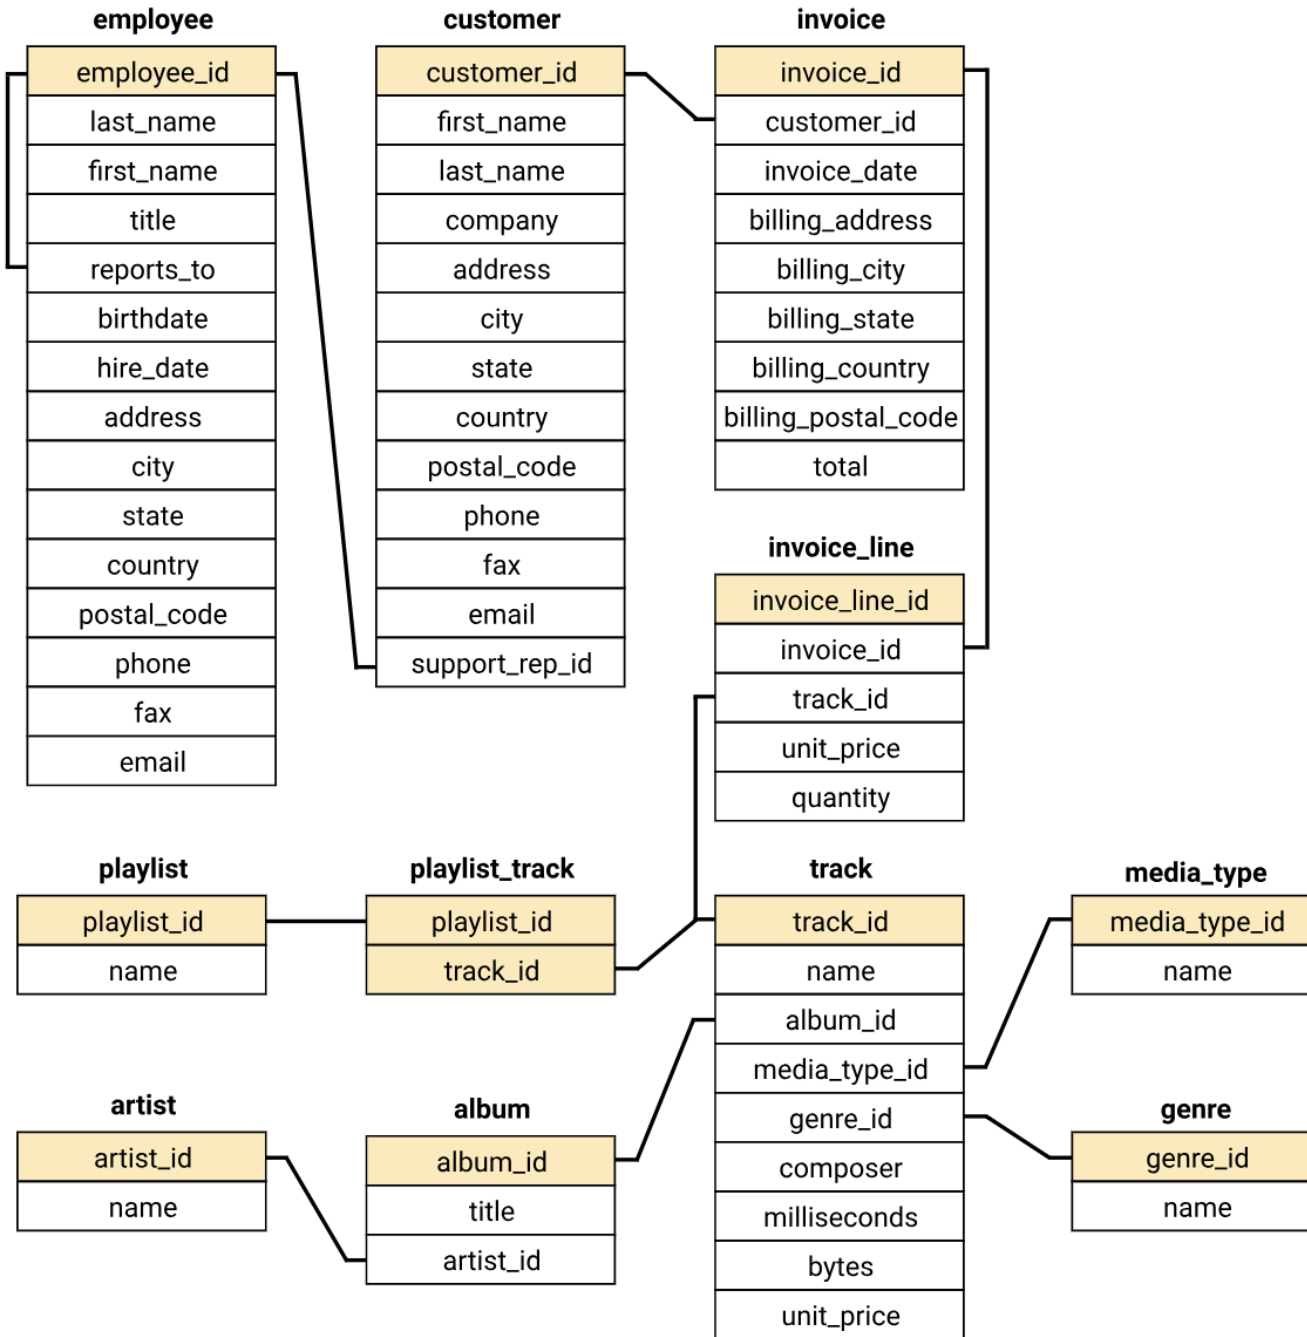 employee
employee_id
last_name
first_name
title
reports_to
birthdate
hire_date
address
city
state
country
postal_code
phone
fax
email
customer
customer_id
first_name
last_name
company
address
city
state
country
postal_code
phone
fax
email
support_rep_id
invoice
invoice_id
customer_id
invoice_date
billing_address
billing_city
billing_state
billing_country
billing_postal_code
total
invoice_line
invoice_line_id
invoice_id
track_id
unit_price
quantity
playlist
playlist_id
name
playlist_track
playlist_id
track_id
track
track_id
name
album_id
media_type_id
genre_id
composer
milliseconds
bytes
unit_price
media_type
media_type_id
name
artist
artist_id
name
album
album_id
title
artist_id
genre
genre_id
name